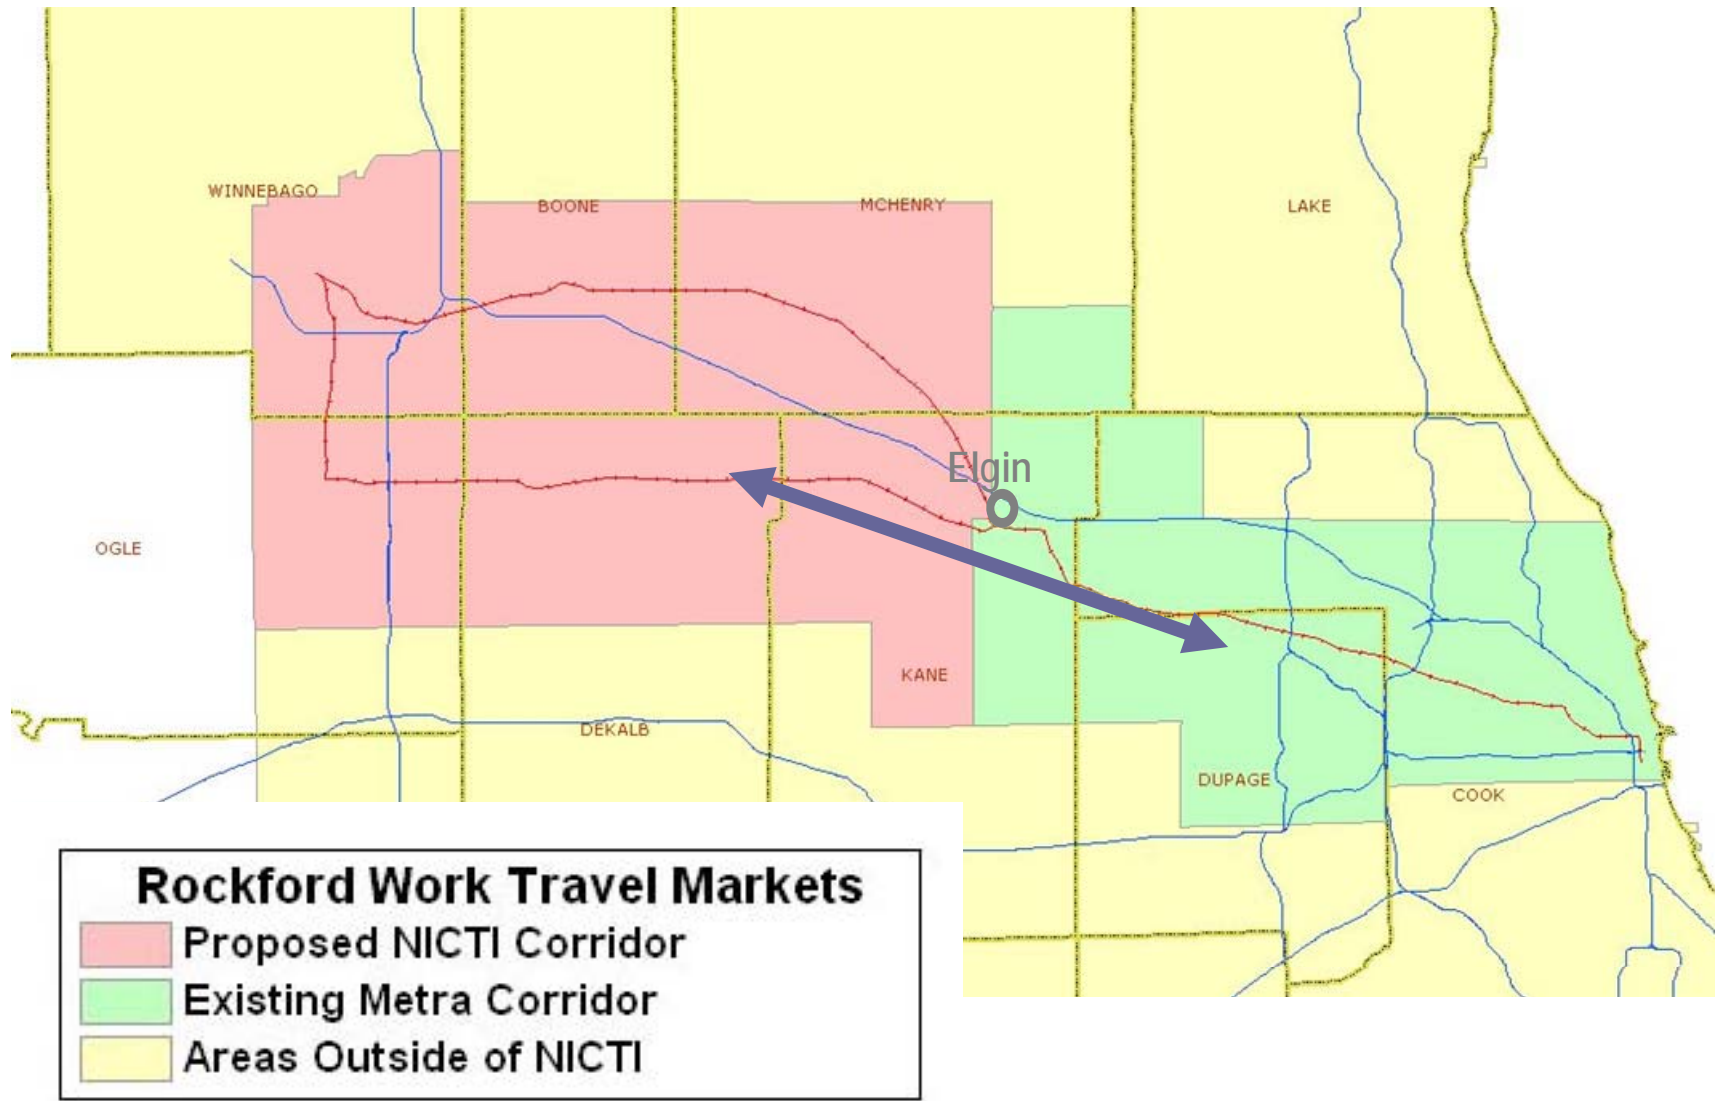 WINNEBAGO
BOONE
MCHENRY
LAKE
Elgin
OGLE
KANE
DEKALB
DUPAGE
COOK
Rockford Work Travel Markets
Proposed NICTI Corridor
Existing Metra Corridor
Areas Outside of NICTI